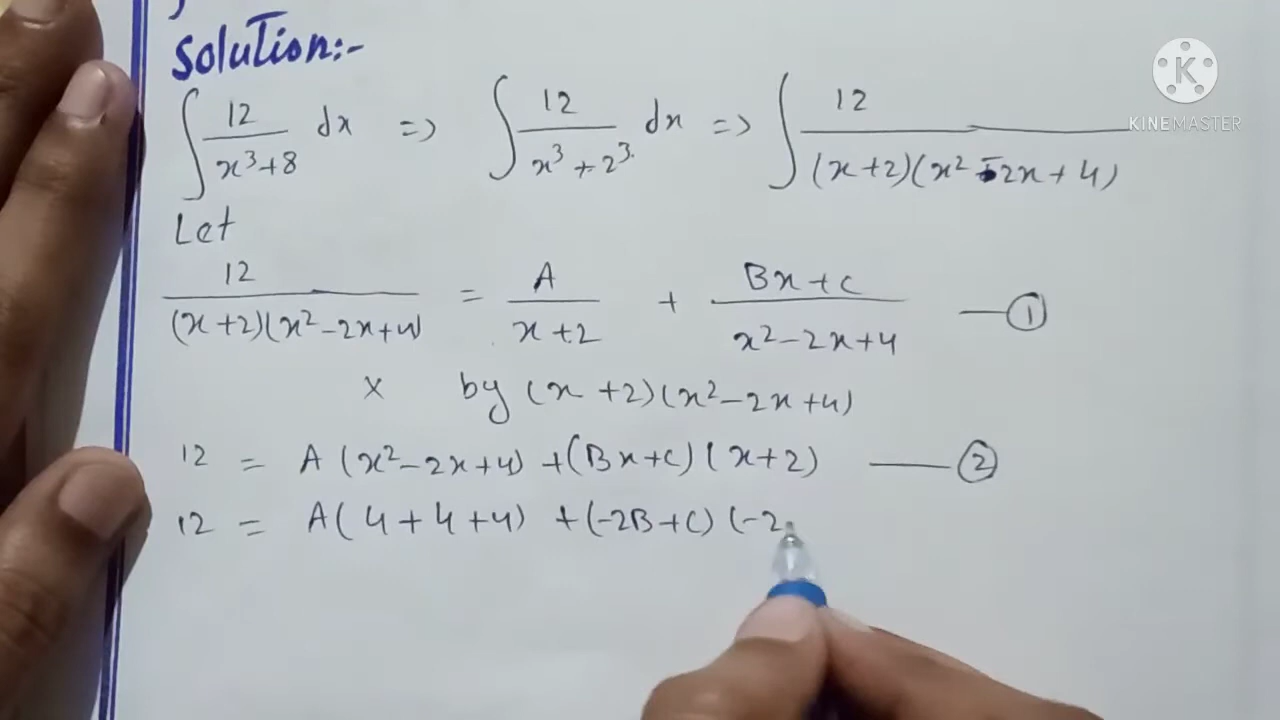 Solution:-
∫ 12/(x³+8) dx => ∫ 12/(x³+2³) dx => ∫ 12/((x+2)(x²-2x+4))
Let
12/((x+2)(x²-2x+4)) = A/(x+2) + (Bx+C)/(x²-2x+4) —①
× by (x+2)(x²-2x+4)
12 = A(x²-2x+4)+(Bx+C)(x+2) —②
12 = A(4+4+4) +(-2B+C)(-2
KINEMASTER